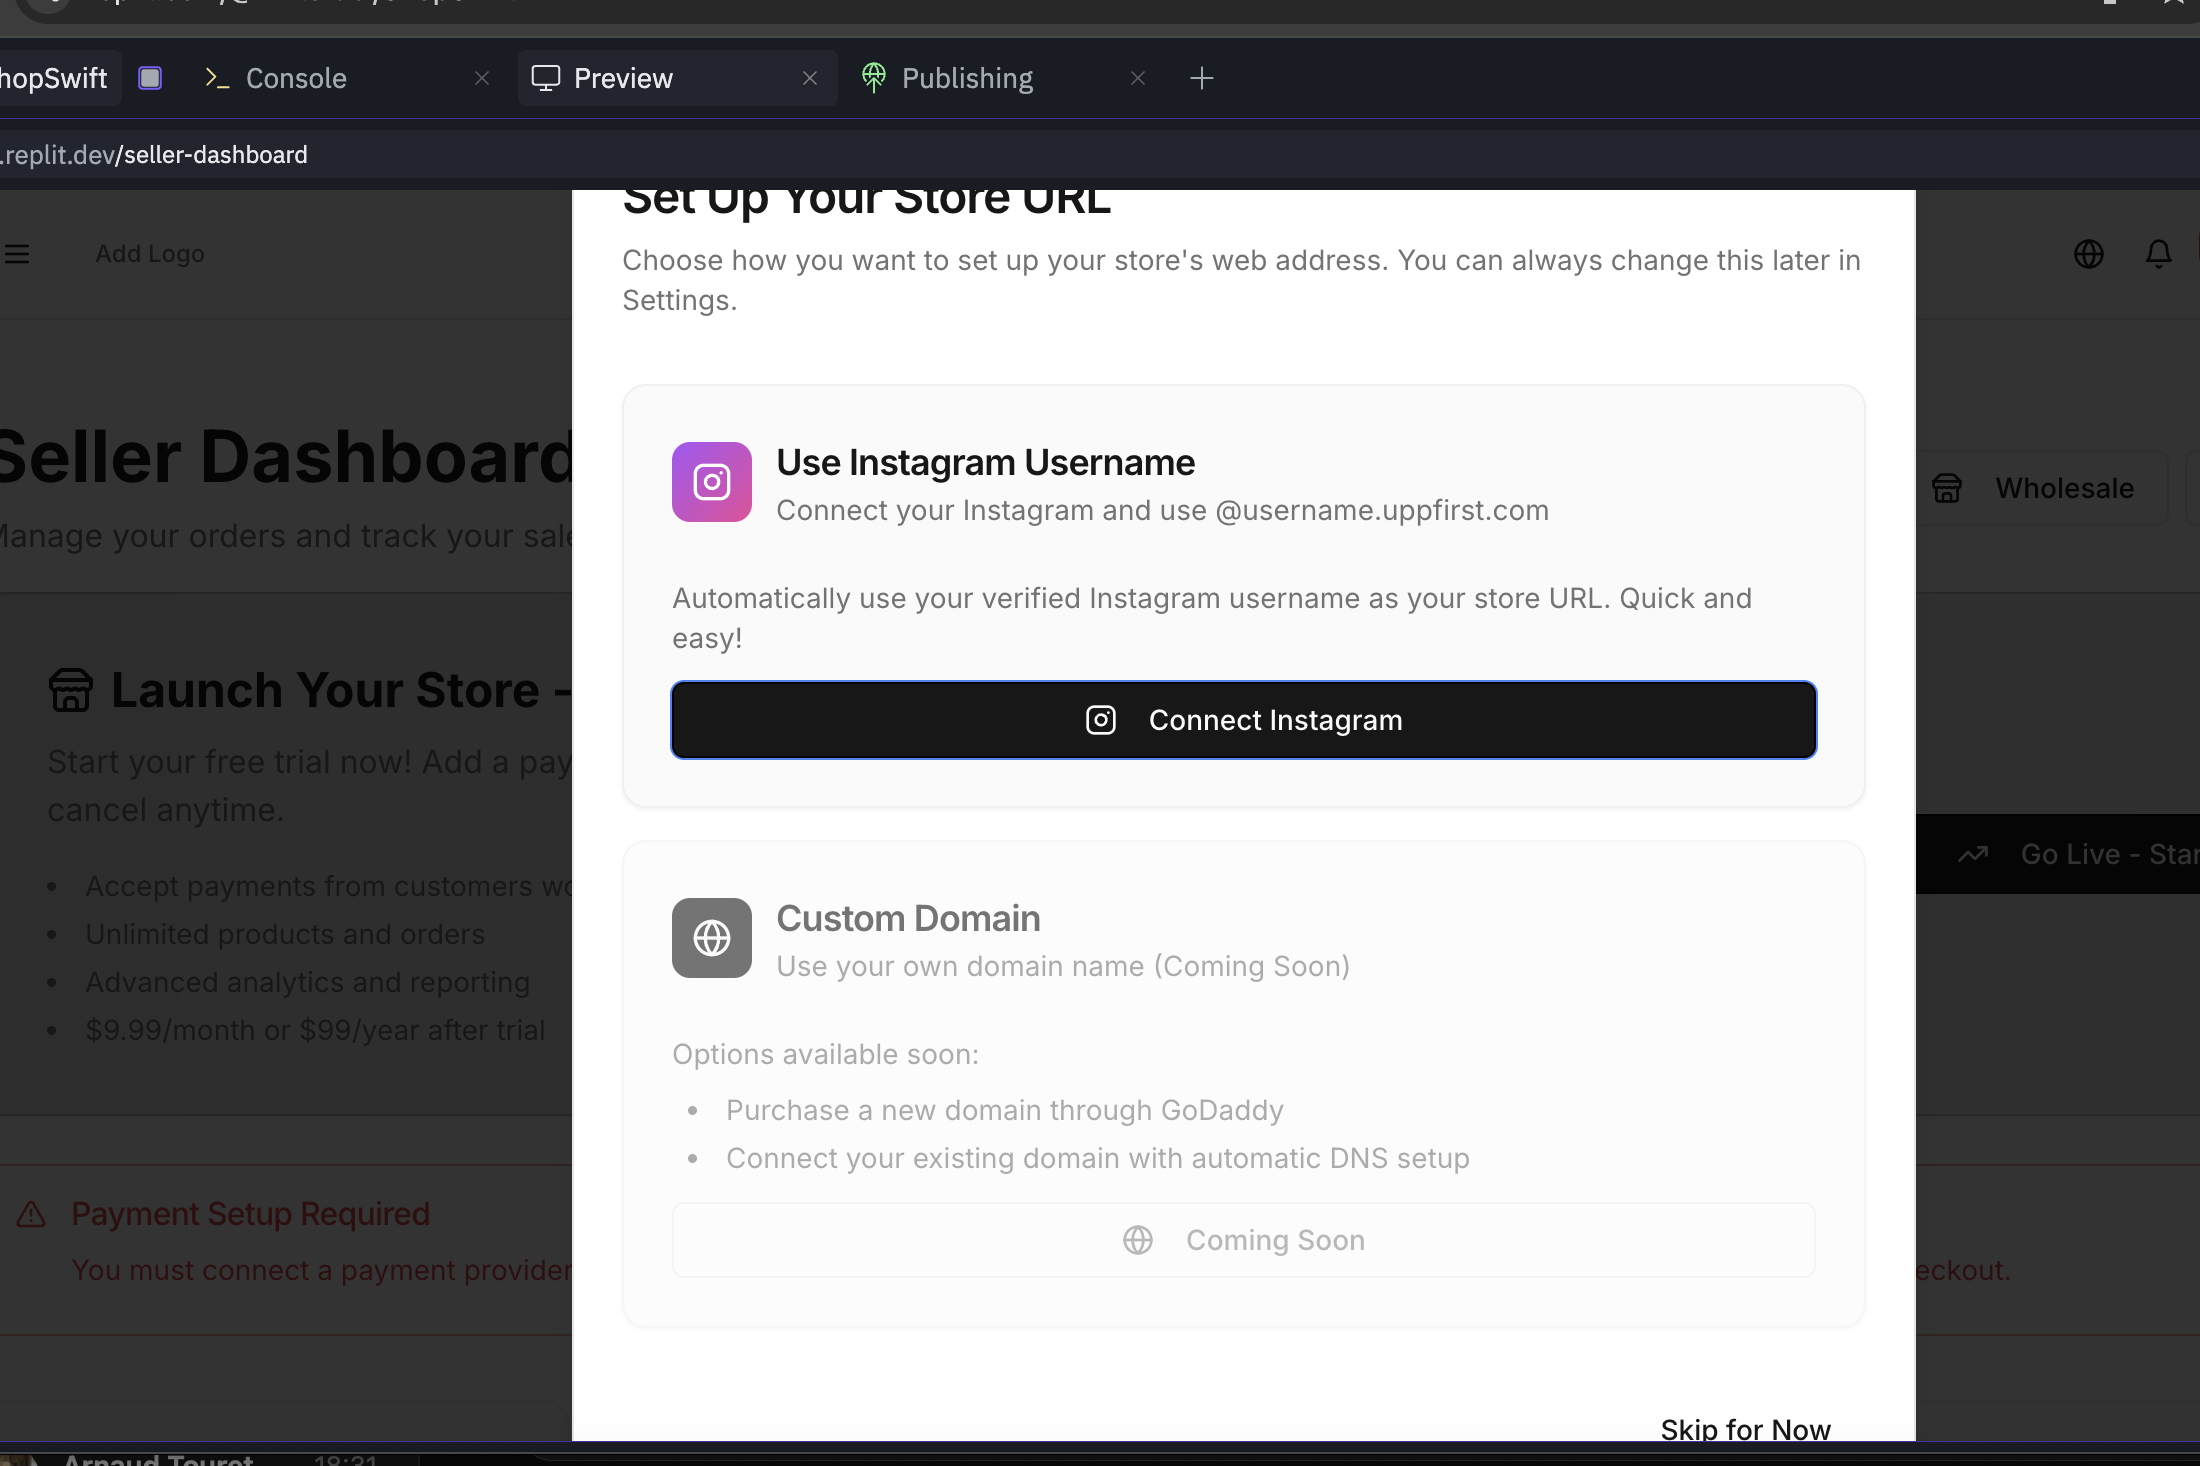 hopSwift
Console
Preview
Publishing
.replit.dev/seller-dashboard
Add Logo
Seller Dashboard
Manage your orders and track your sale
Wholesale
Launch Your Store -
Start your free trial now! Add a pay
cancel anytime.
• Accept payments from customers wo
• Unlimited products and orders
• Advanced analytics and reporting
• $9.99/month or $99/year after trial
Go Live - Star
Payment Setup Required
You must connect a payment provider
eckout.
Set Up Your Store URL
Choose how you want to set up your store's web address. You can always change this later in
Settings.
Use Instagram Username
Connect your Instagram and use @username.uppfirst.com
Automatically use your verified Instagram username as your store URL. Quick and
easy!
Connect Instagram
Custom Domain
Use your own domain name (Coming Soon)
Options available soon:
• Purchase a new domain through GoDaddy
• Connect your existing domain with automatic DNS setup
Coming Soon
Skip for Now
Arnaud Touret
18:31